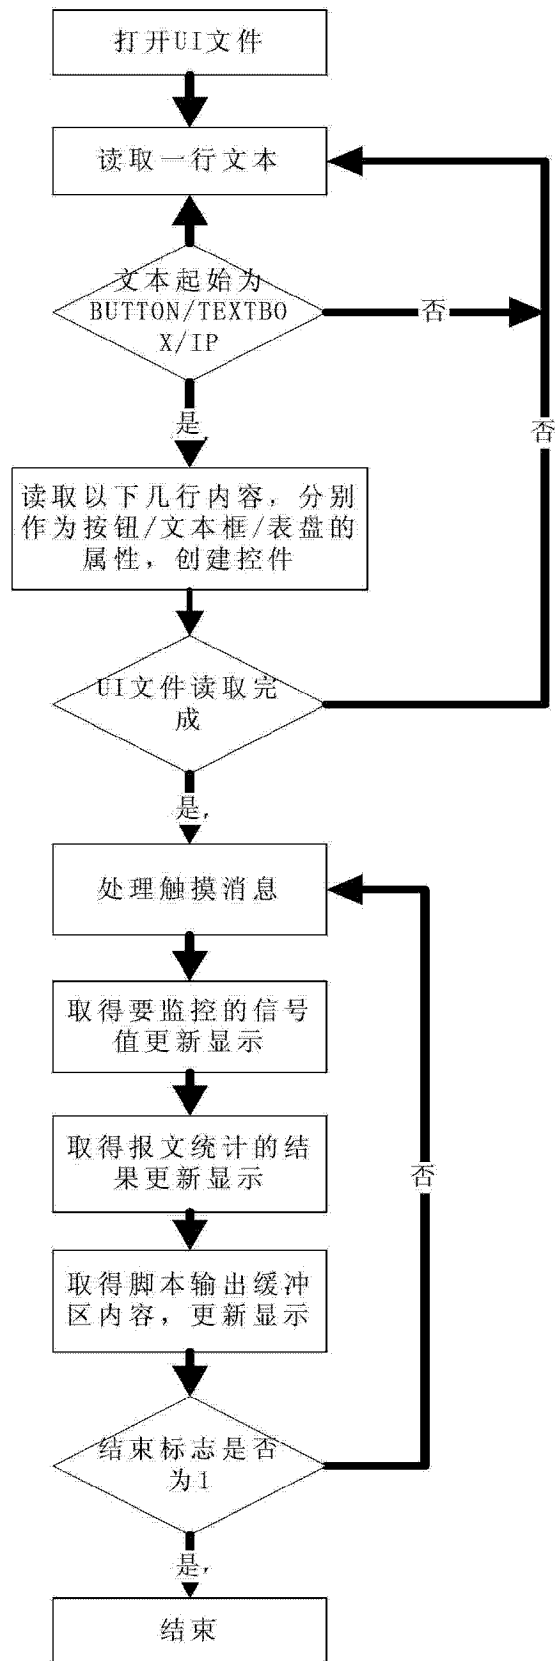 打开UI文件
读取一行文本
文本起始为
BUTTON/TEXTBO
X/IP
否
是,
否
读取以下几行内容，分别
作为按钮/文本框/表盘的
属性，创建控件
UI文件读取完
成
是,
处理触摸消息
取得要监控的信号
值更新显示
取得报文统计的结
果更新显示
否
取得脚本输出缓冲
区内容，更新显示
结束标志是否
为1
是,
结束